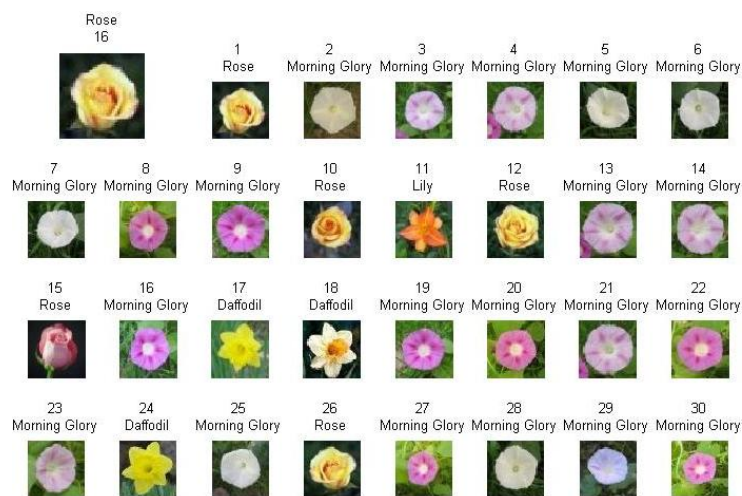 Rose
16
1
Rose
2
Morning Glory
3
Morning Glory
4
Morning Glory
5
Morning Glory
6
Morning Glory
7
Morning Glory
8
Morning Glory
9
Morning Glory
10
Rose
11
Lily
12
Rose
13
Morning Glory
14
Morning Glory
15
Rose
16
Morning Glory
17
Daffodil
18
Daffodil
19
Morning Glory
20
Morning Glory
21
Morning Glory
22
Morning Glory
23
Morning Glory
24
Daffodil
25
Morning Glory
26
Rose
27
Morning Glory
28
Morning Glory
29
Morning Glory
30
Morning Glory